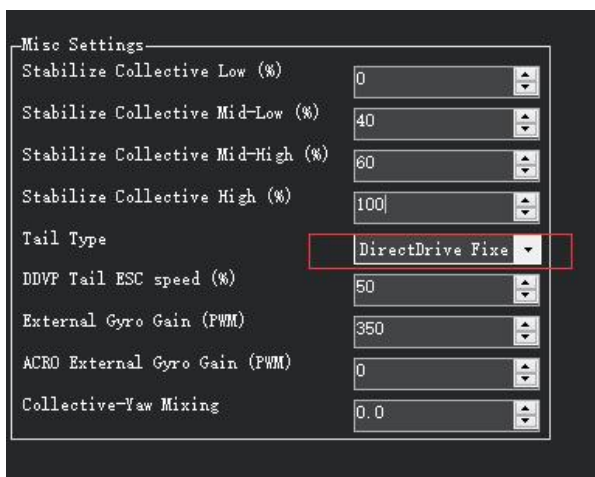 Misc Settings
Stabilize Collective Low (%)
0
Stabilize Collective Mid-Low (%)
40
Stabilize Collective Mid-High (%)
60
Stabilize Collective High (%)
100
Tail Type
DirectDrive Fixe
DDVP Tail ESC speed (%)
50
External Gyro Gain (PWM)
350
ACRO External Gyro Gain (PWM)
0
Collective-Yaw Mixing
0.0